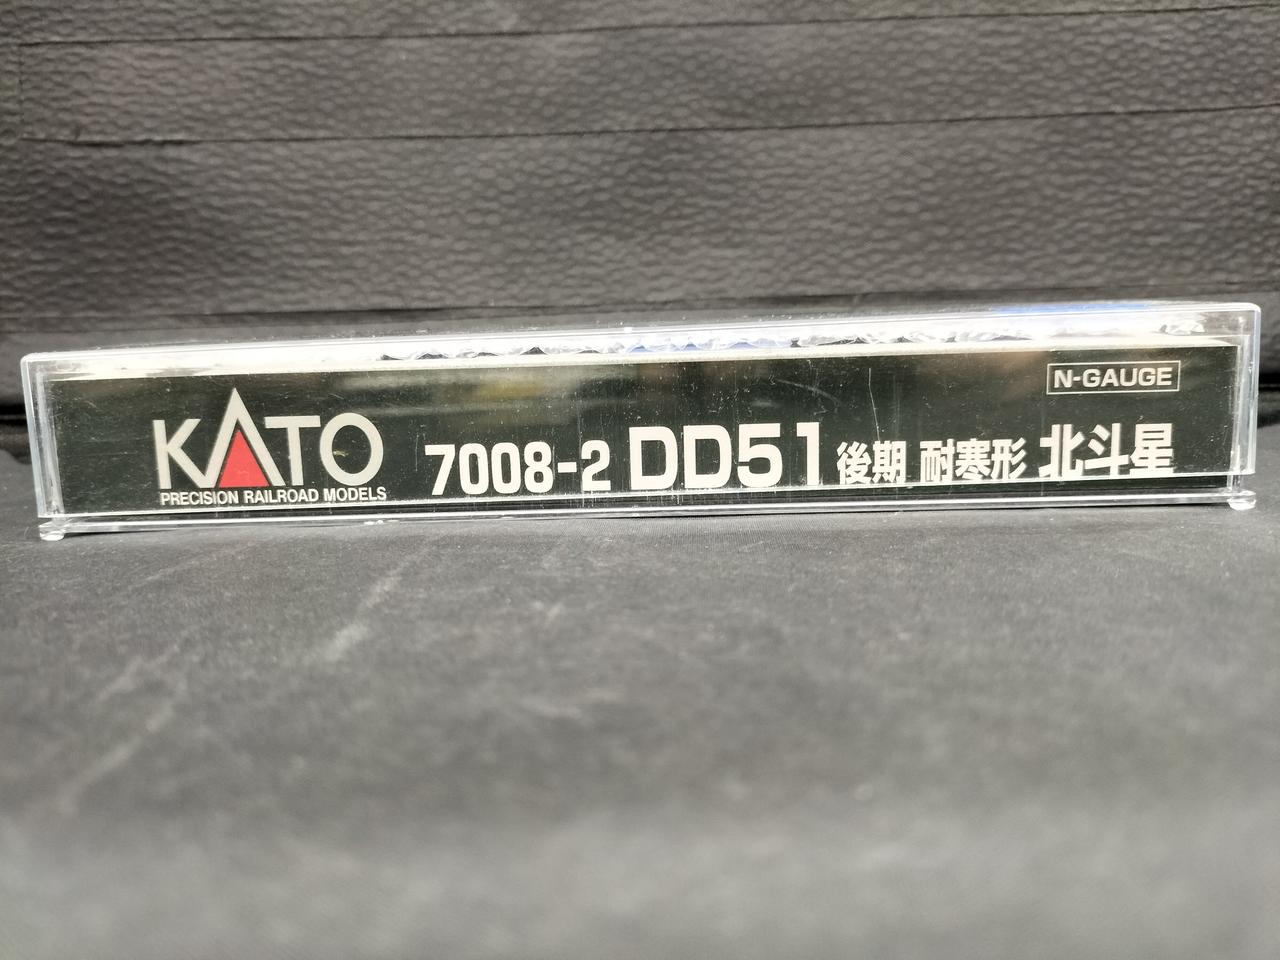 N-GAUGE
KATO 7008-2 DD51 後期 耐寒形 北斗星
PRECISION RAILROAD MODELS